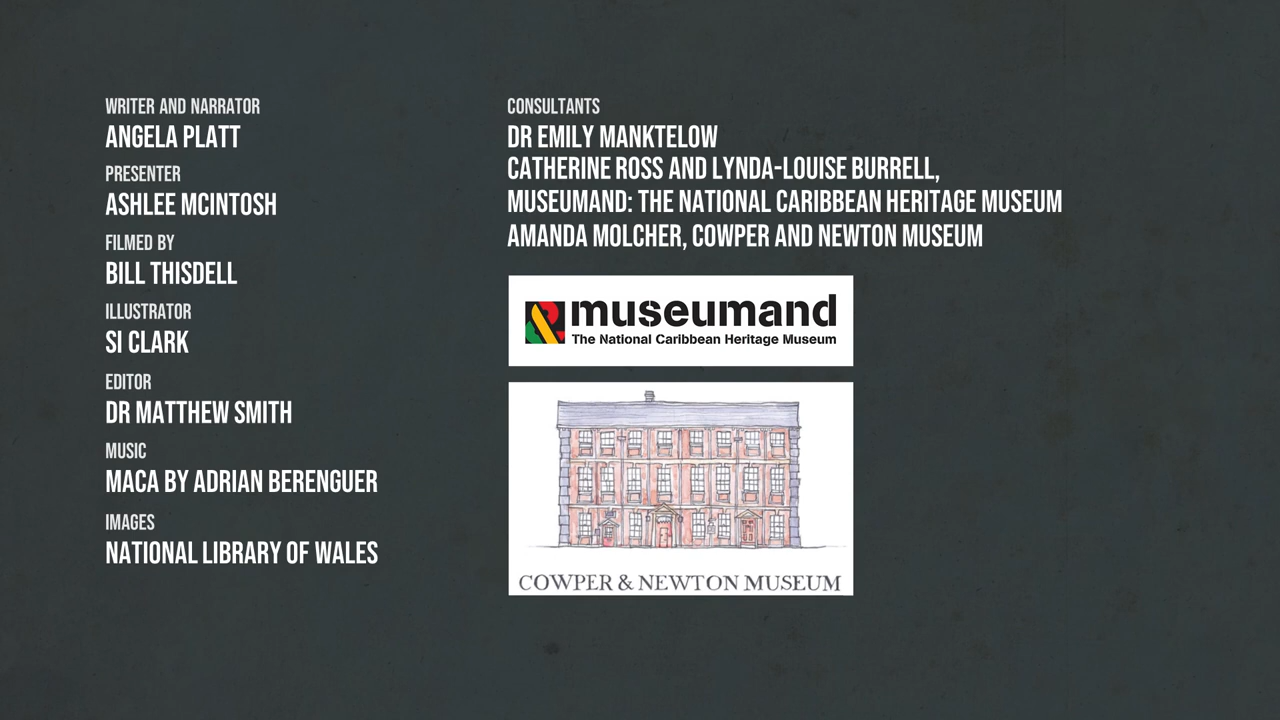 WRITER AND NARRATOR
ANGELA PLATT
PRESENTER
ASHLEE MCINTOSH
FILMED BY
BILL THISDELL
ILLUSTRATOR
SI CLARK
EDITOR
DR MATTHEW SMITH
MUSIC
MACA BY ADRIAN BERENGUER
IMAGES
NATIONAL LIBRARY OF WALES
CONSULTANTS
DR EMILY MANKTELOW
CATHERINE ROSS AND LYNDA-LOUISE BURRELL,
MUSEUMAND: THE NATIONAL CARIBBEAN HERITAGE MUSEUM
AMANDA MOLCHER, COWPER AND NEWTON MUSEUM
museumand
The National Caribbean Heritage Museum
COWPER & NEWTON MUSEUM